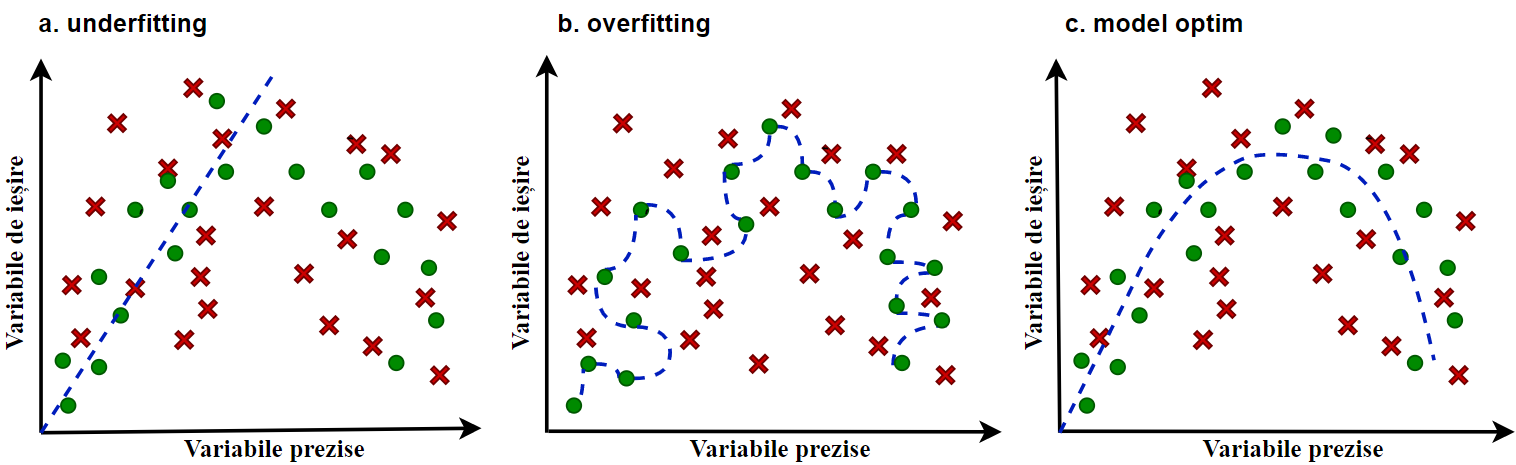 a. underfitting
b. overfitting
c. model optim
Variabile de ieșire
Variabile de ieșire
Variabile de ieșire
Variabile prezise
Variabile prezise
Variabile prezise